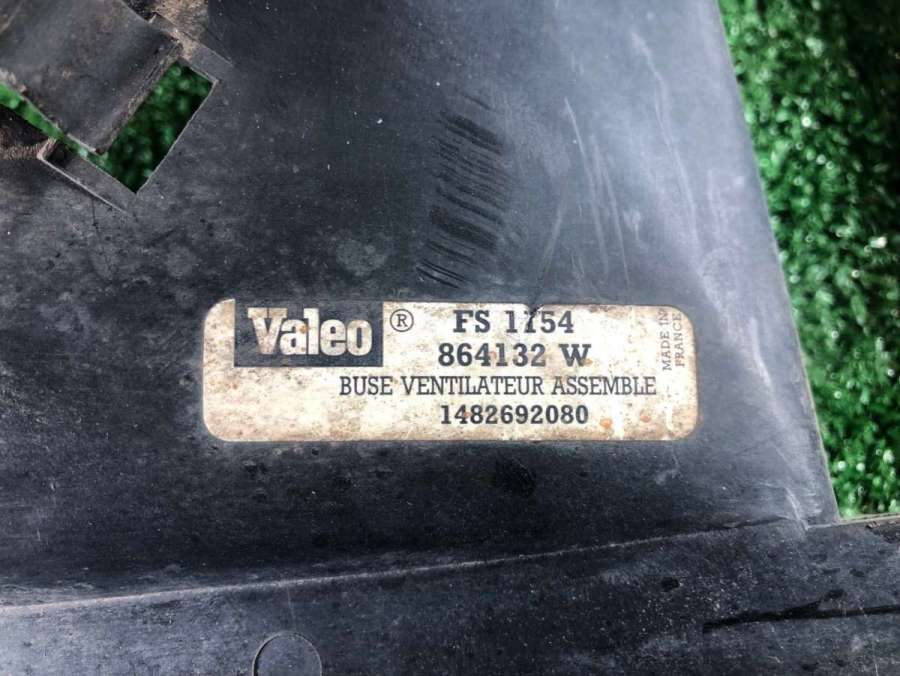 Valeo ® FS 1154
864132 W
BUSE VENTILATEUR ASSEMBLE
1482692080
MADE IN
FRANCE